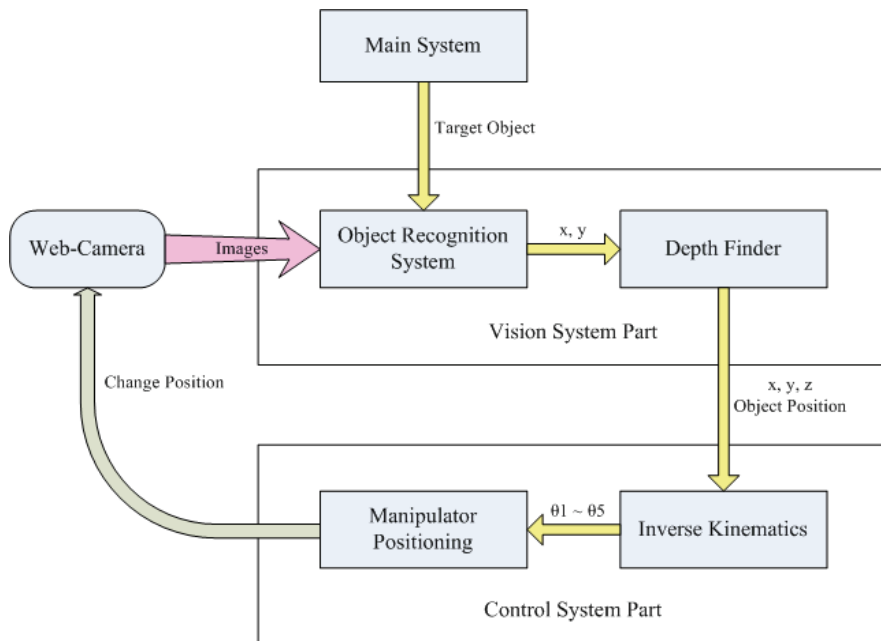 Main System
Target Object
Web-Camera
Images
Object Recognition
System
x, y
Depth Finder
Vision System Part
Change Position
x, y, z
Object Position
Manipulator
Positioning
θ1 ~ θ5
Inverse Kinematics
Control System Part